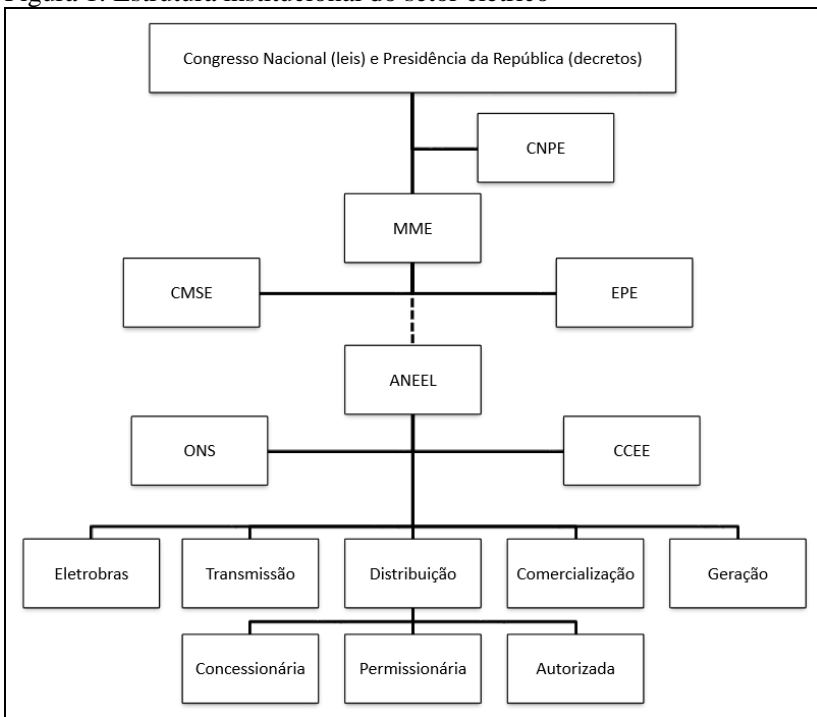 Figura 1: Estrutura institucional do setor elétrico
Congresso Nacional (leis) e Presidência da República (decretos)
CNPE
MME
CMSE
EPE
ANEEL
ONS
CCEE
Eletrobras
Transmissão
Distribuição
Comercialização
Geração
Concessionária
Permissionária
Autorizada